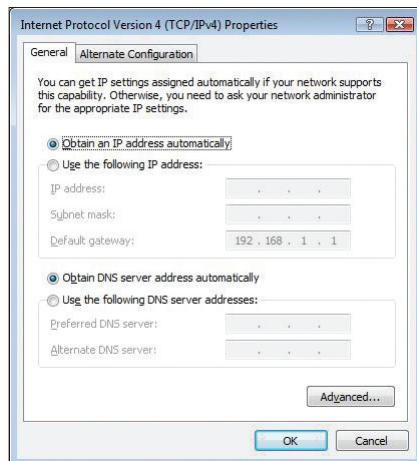 Internet Protocol Version 4 (TCP/IPv4) Properties
General
Alternate Configuration
You can get IP settings assigned automatically if your network supports
this capability. Otherwise, you need to ask your network administrator
for the appropriate IP settings.
Obtain an IP address automatically
Use the following IP address:
IP address:
Subnet mask:
Default gateway: 192 . 168 . 1 . 1
Obtain DNS server address automatically
Use the following DNS server addresses:
Preferred DNS server:
Alternate DNS server:
Advanced...
OK
Cancel